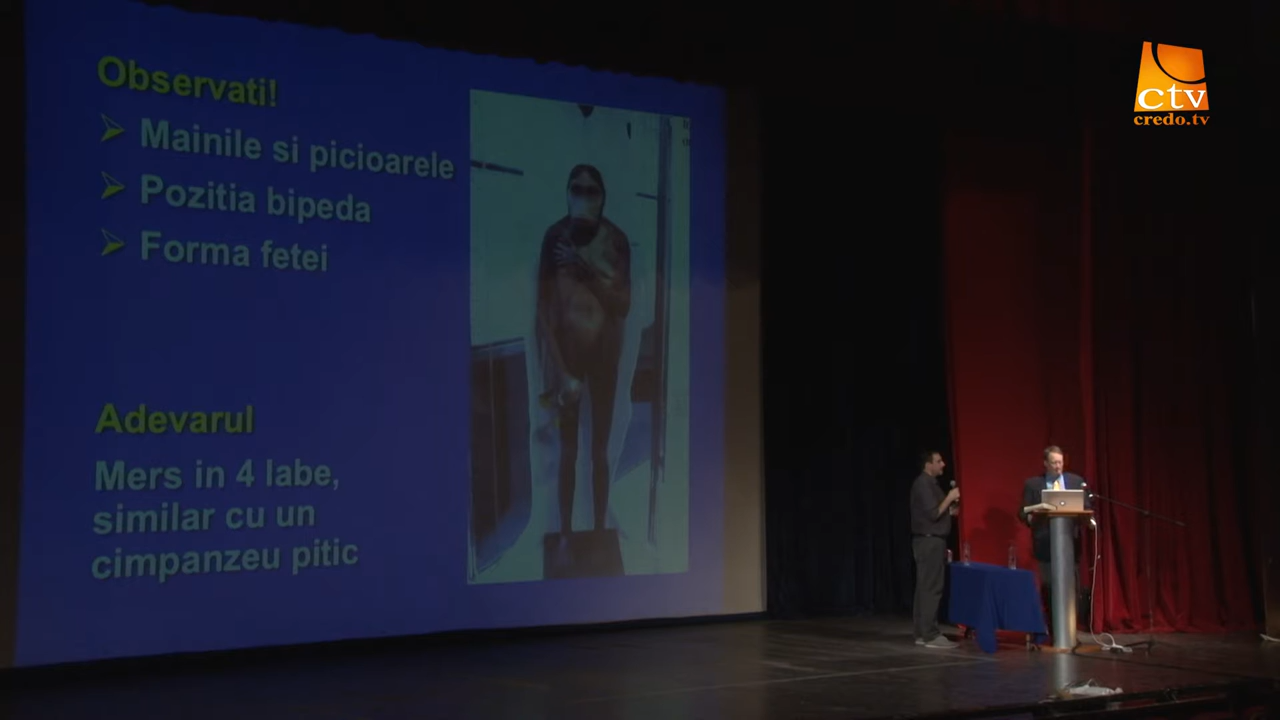 Observati!
Mainile si picioarele
Pozitia bipeda
Forma fetei
Adevarul
Mers in 4 labe,
similar cu un
cimpanzeu pitic
ctv
credo.tv